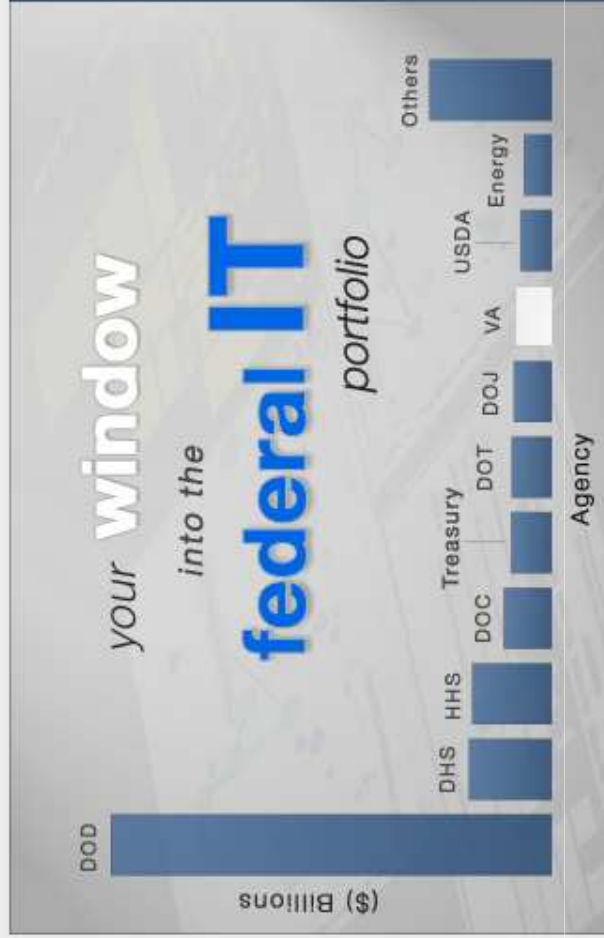 your window
into the
federal IT
portfolio
DOD
DHS
HHS
DOC
Treasury
DOT
DOJ
VA
USDA
Energy
Others
($) Billions
Agency